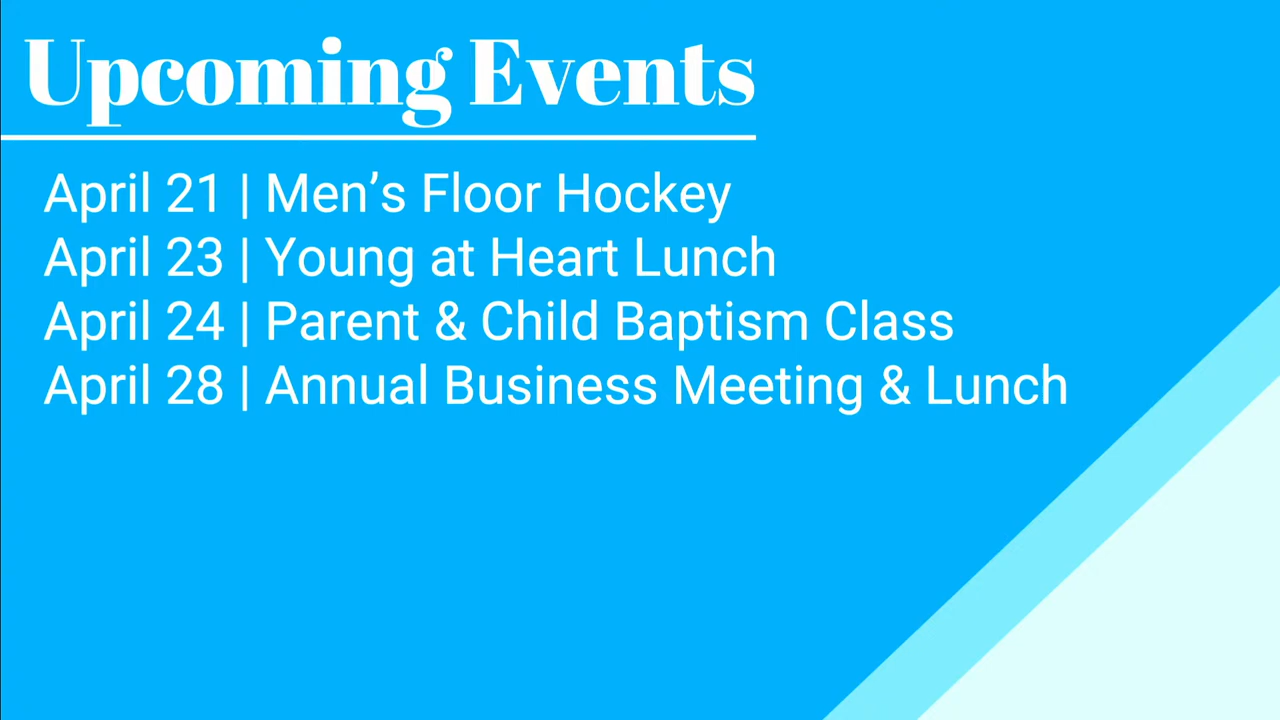 Upcoming Events
April 21 | Men’s Floor Hockey
April 23 | Young at Heart Lunch
April 24 | Parent & Child Baptism Class
April 28 | Annual Business Meeting & Lunch